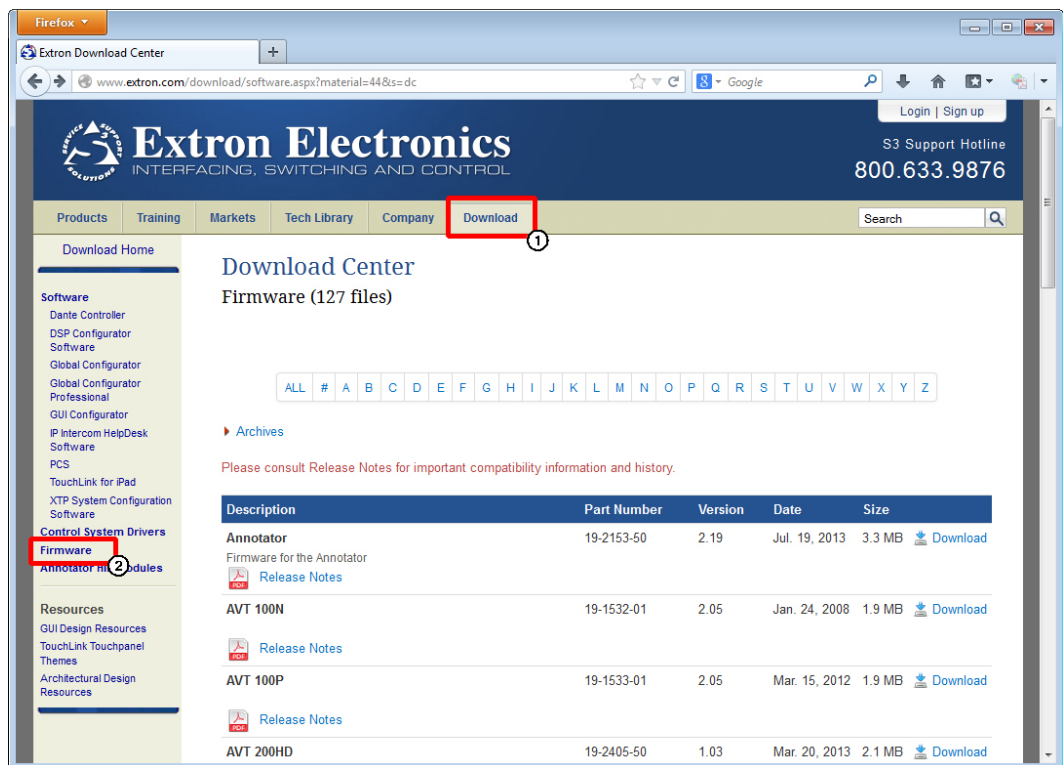 Firefox
Extron Download Center
www.extron.com/download/software.aspx?material=44&s=dc
Google
Login | Sign up
SERVICE SUPPORT SOLUTIONS
S3
Extron Electronics
INTERFACING, SWITCHING AND CONTROL
S3 Support Hotline
800.633.9876
Products Training Markets Tech Library Company Download Search
1
Download Home
Software
Dante Controller
DSP Configurator
Software
Global Configurator
Global Configurator
Professional
GUI Configurator
IP Intercom HelpDesk
Software
PCS
TouchLink for iPad
XTP System Configuration
Software
Control System Drivers
Firmware
2
Annotator odules
Resources
GUI Design Resources
TouchLink Touchpanel
Themes
Architectural Design
Resources
Download Center
Firmware (127 files)
ALL # A B C D E F G H I J K L M N O P Q R S T U V W X Y Z
Archives
Please consult Release Notes for important compatibility information and history.
Description Part Number Version Date Size
Annotator 19-2153-50 2.19 Jul. 19, 2013 3.3 MB Download
Firmware for the Annotator
PDF Release Notes
AVT 100N 19-1532-01 2.05 Jan. 24, 2008 1.9 MB Download
PDF Release Notes
AVT 100P 19-1533-01 2.05 Mar. 15, 2012 1.9 MB Download
PDF Release Notes
AVT 200HD 19-2405-50 1.03 Mar. 20, 2013 2.1 MB Download